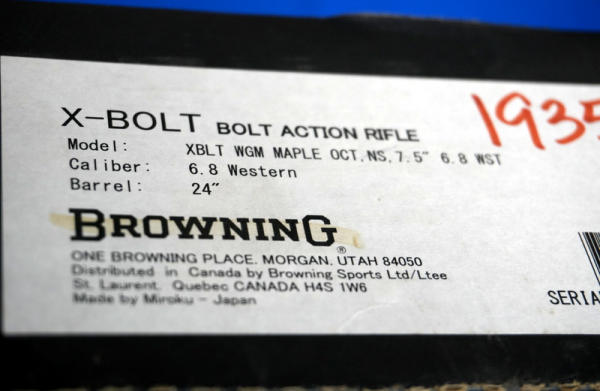 X-BOLT BOLT ACTION RIFLE
1935
Model: XBLT WGM MAPLE OCT,NS,7.5" 6.8 WST
Caliber: 6.8 Western
Barrel: 24"
BROWNING®
ONE BROWNING PLACE. MORGAN, UTAH 84050
Distributed in Canada by Browning Sports Ltd/Ltee
St. Laurent. Quebec CANADA H4S 1W6
Made by Miroku - Japan
SERIA